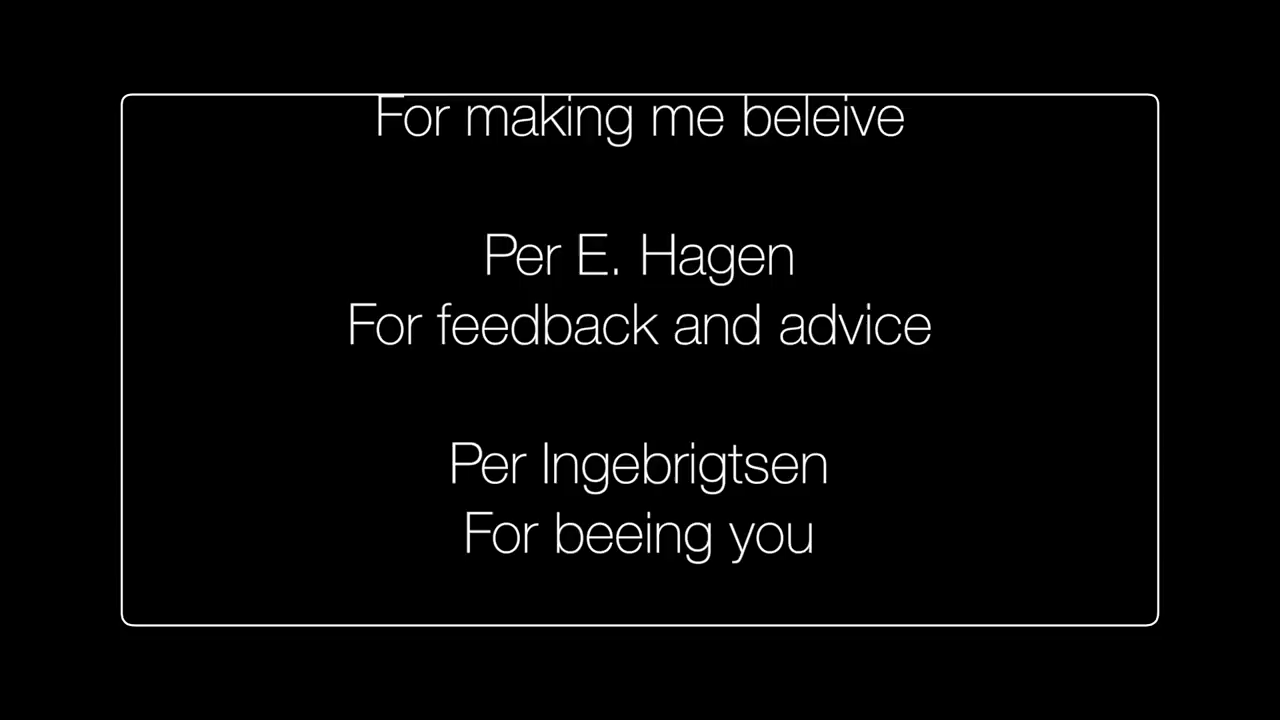 For making me beleive
Per E. Hagen
For feedback and advice
Per Ingebrigtsen
For beeing you